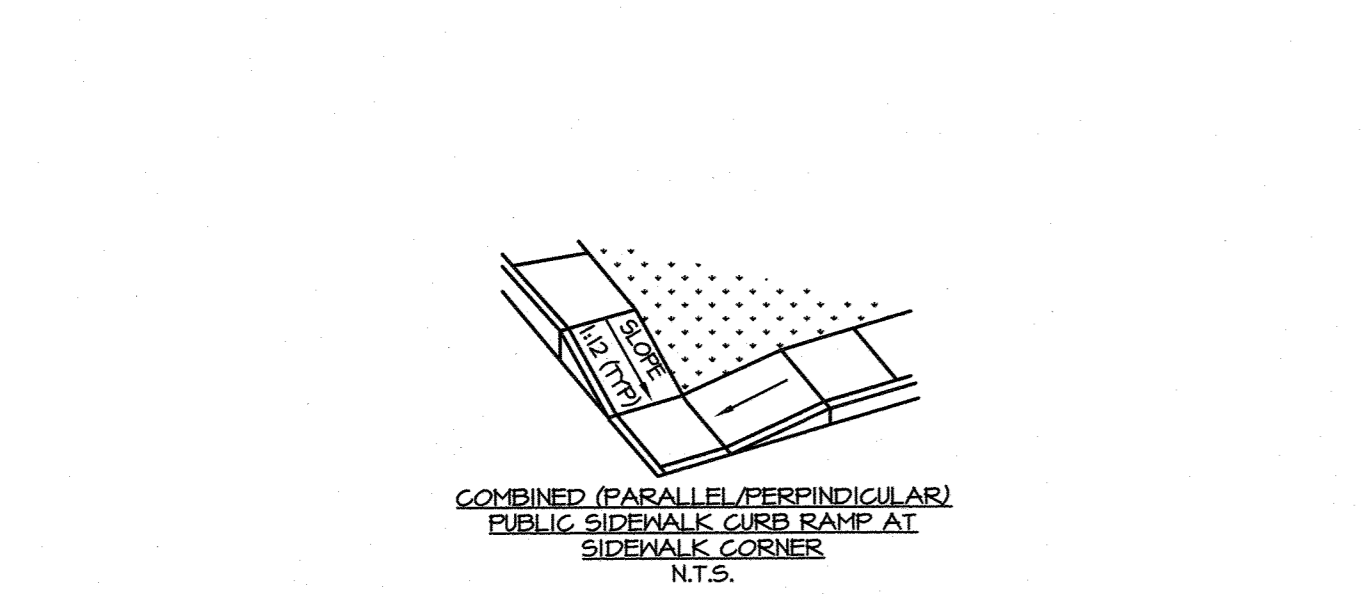 SLOPE
1:12 (TYP)
COMBINED (PARALLEL/PERPINDICULAR)
PUBLIC SIDEWALK CURB RAMP AT
SIDEWALK CORNER
N.T.S.